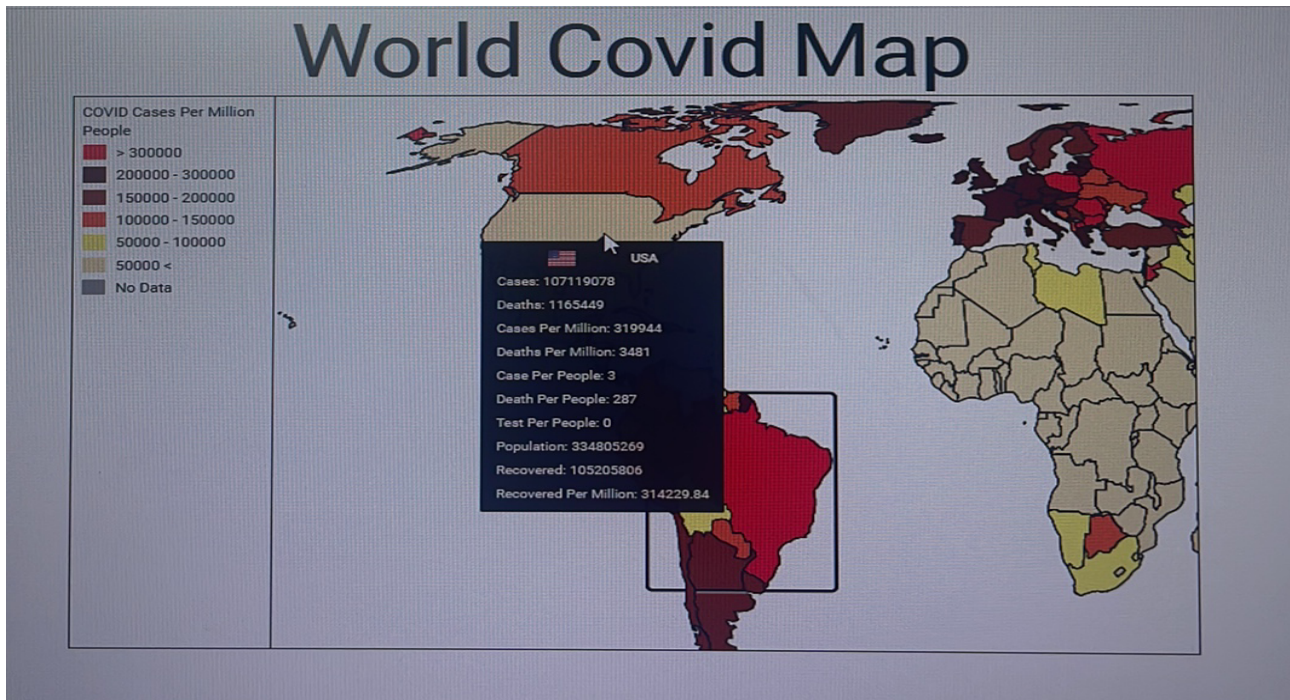 World Covid Map
COVID Cases Per Million
People
> 300000
200000 - 300000
150000 - 200000
100000 - 150000
50000 - 100000
50000 <
No Data
USA
Cases: 107119078
Deaths: 1165449
Cases Per Million: 319944
Deaths Per Million: 3481
Case Per People: 3
Death Per People: 287
Test Per People: 0
Population: 334805269
Recovered: 105205806
Recovered Per Million: 314229.84